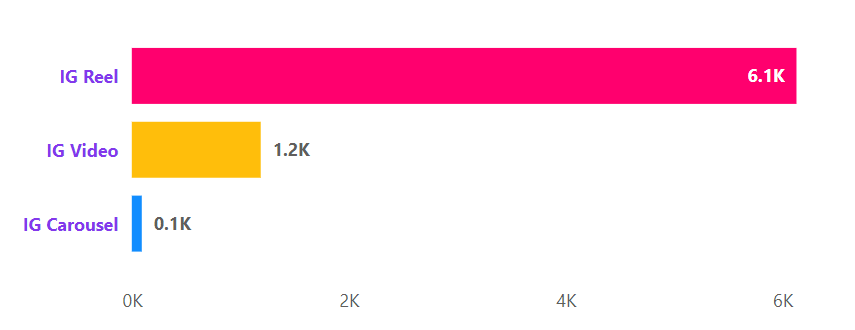 IG Reel 6.1K
IG Video 1.2K
IG Carousel 0.1K
0K 2K 4K 6K